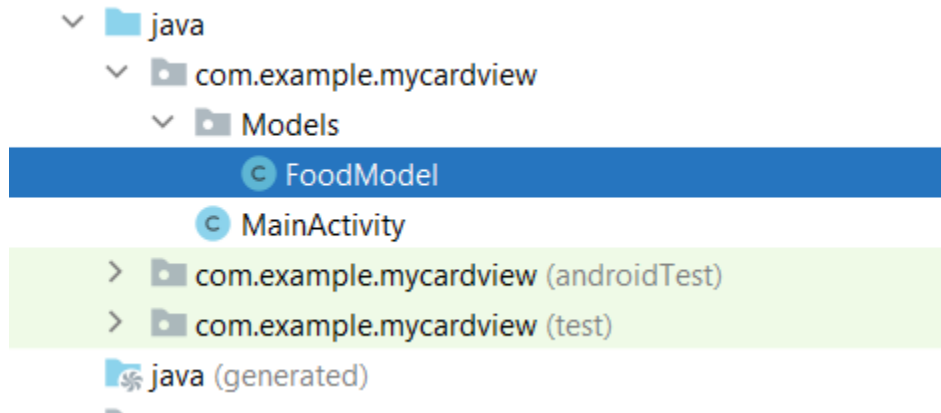 java
com.example.mycardview
Models
C FoodModel
C MainActivity
com.example.mycardview (androidTest)
com.example.mycardview (test)
java (generated)